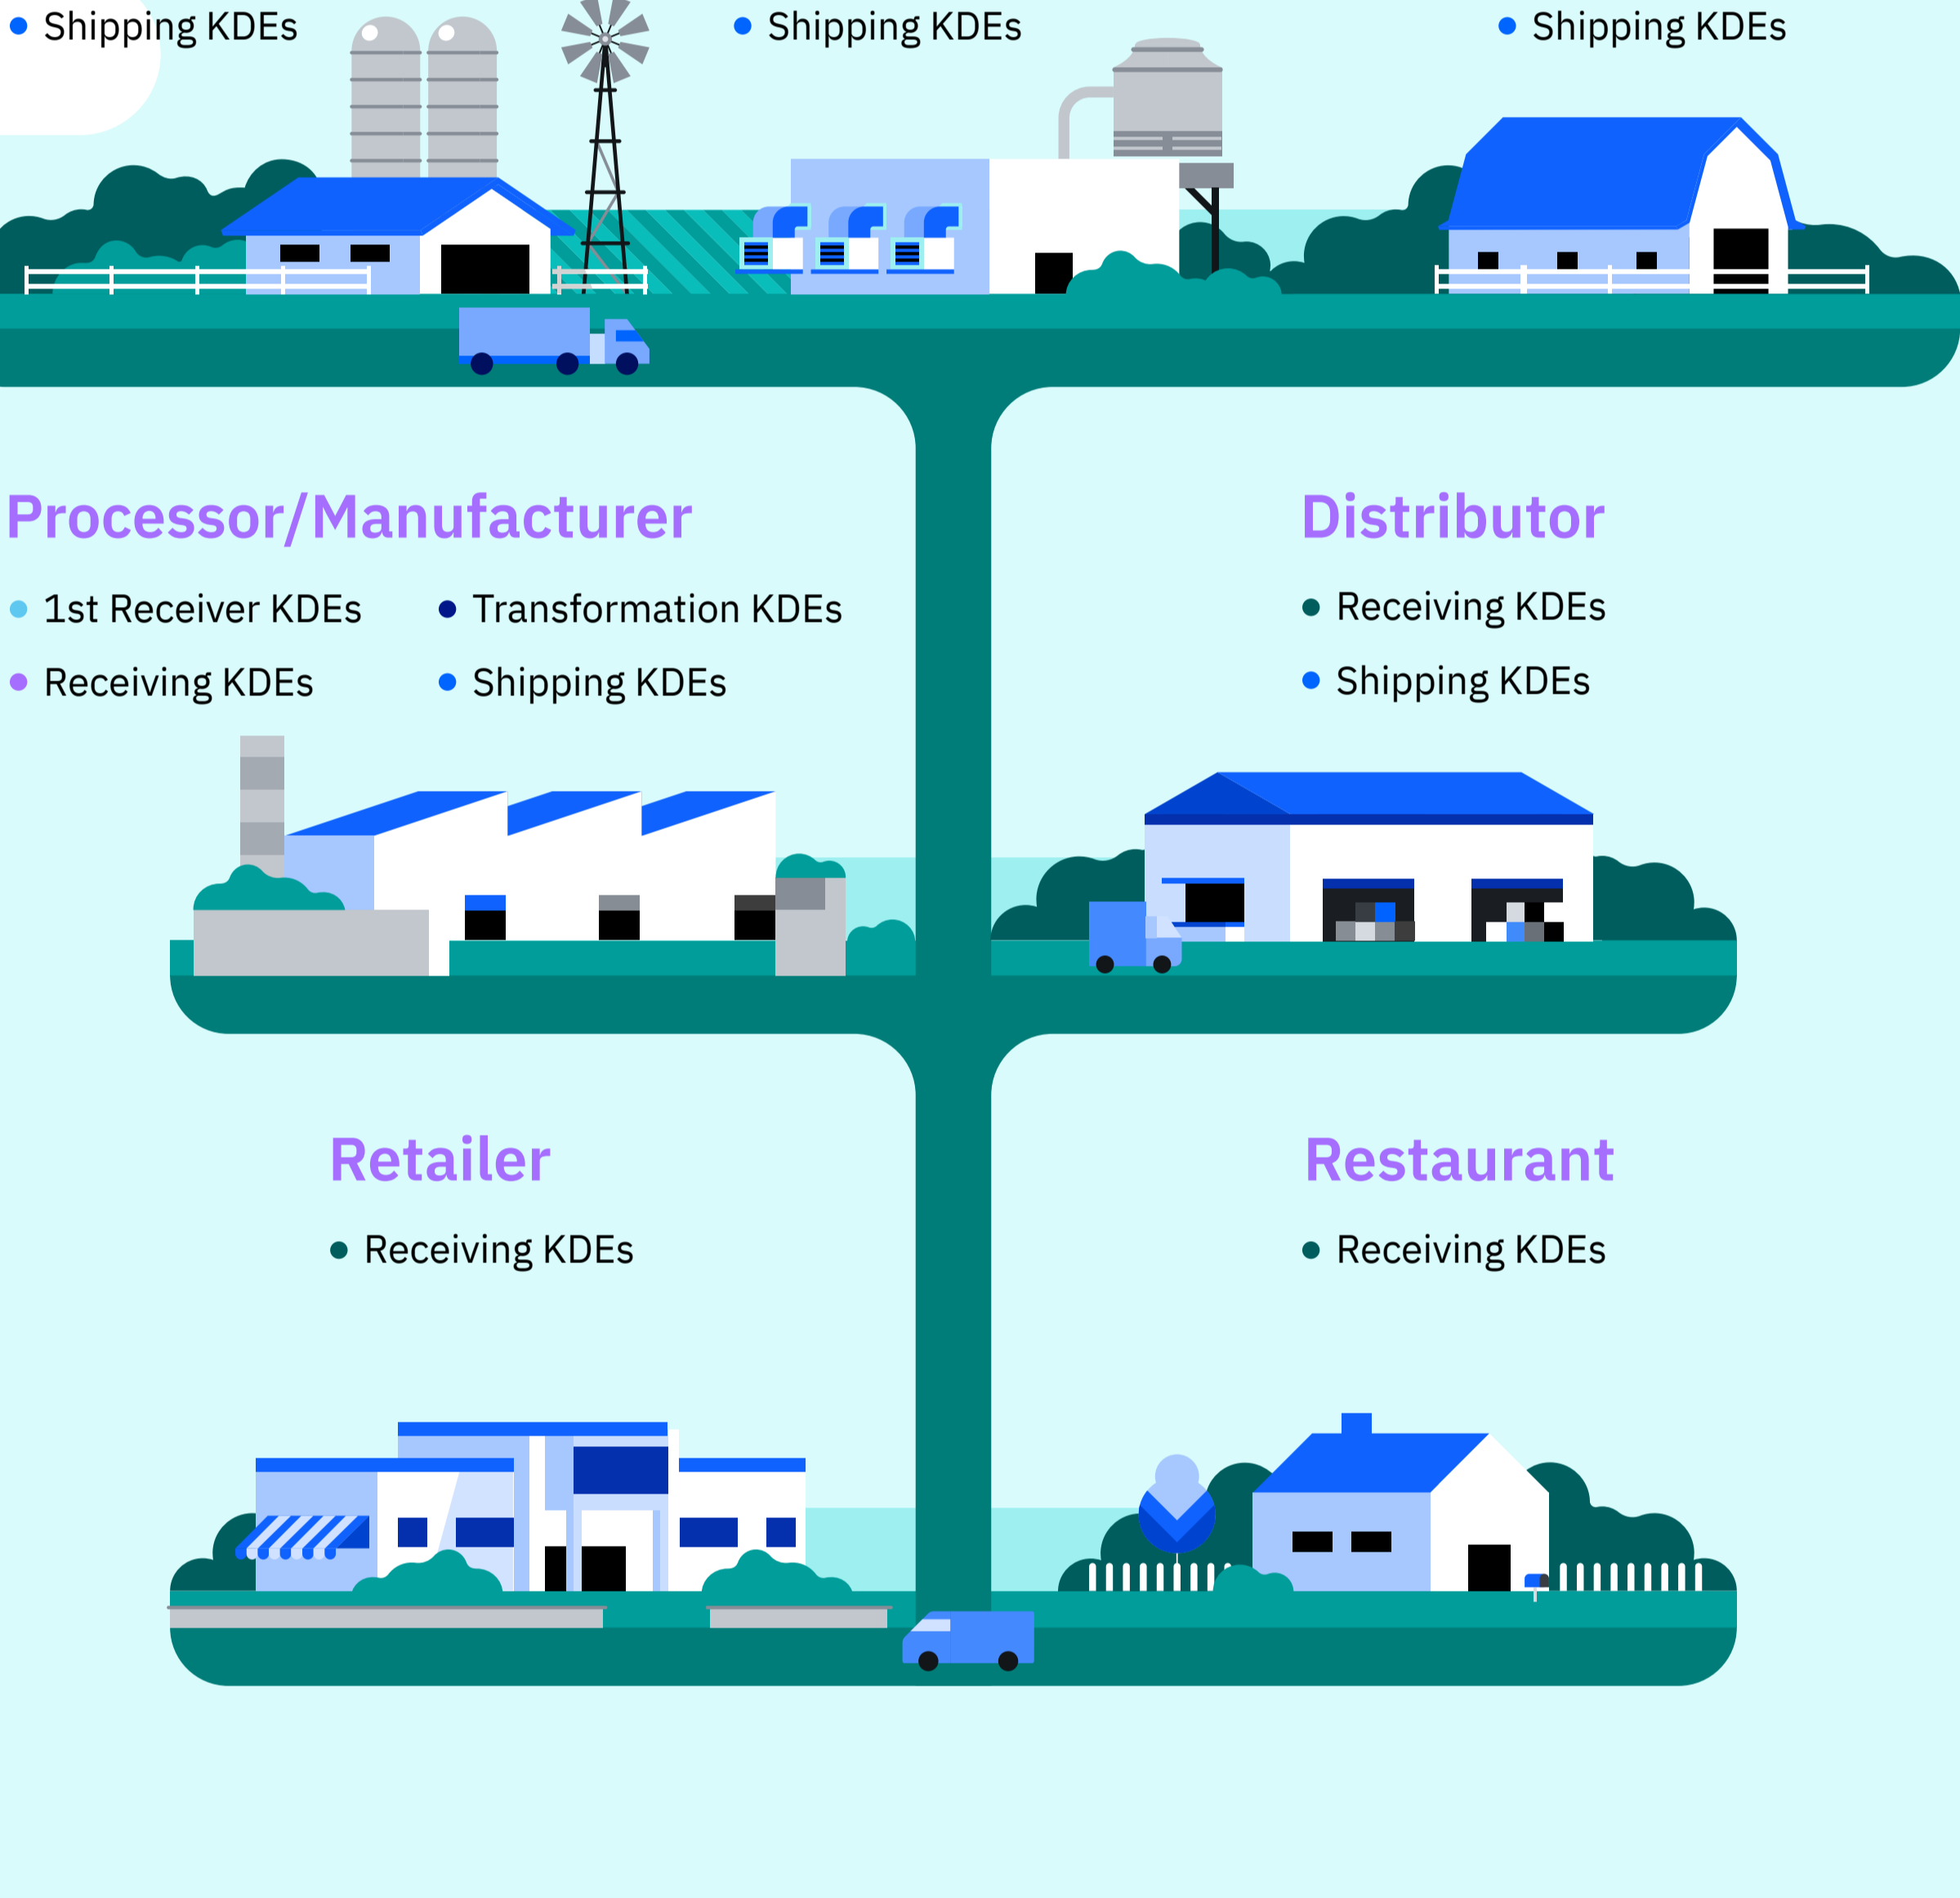 Shipping KDEs
Shipping KDEs
Shipping KDEs
Processor/Manufacturer
1st Receiver KDEs
Transformation KDEs
Receiving KDEs
Shipping KDEs
Distributor
Receiving KDEs
Shipping KDEs
Retailer
Receiving KDEs
Restaurant
Receiving KDEs